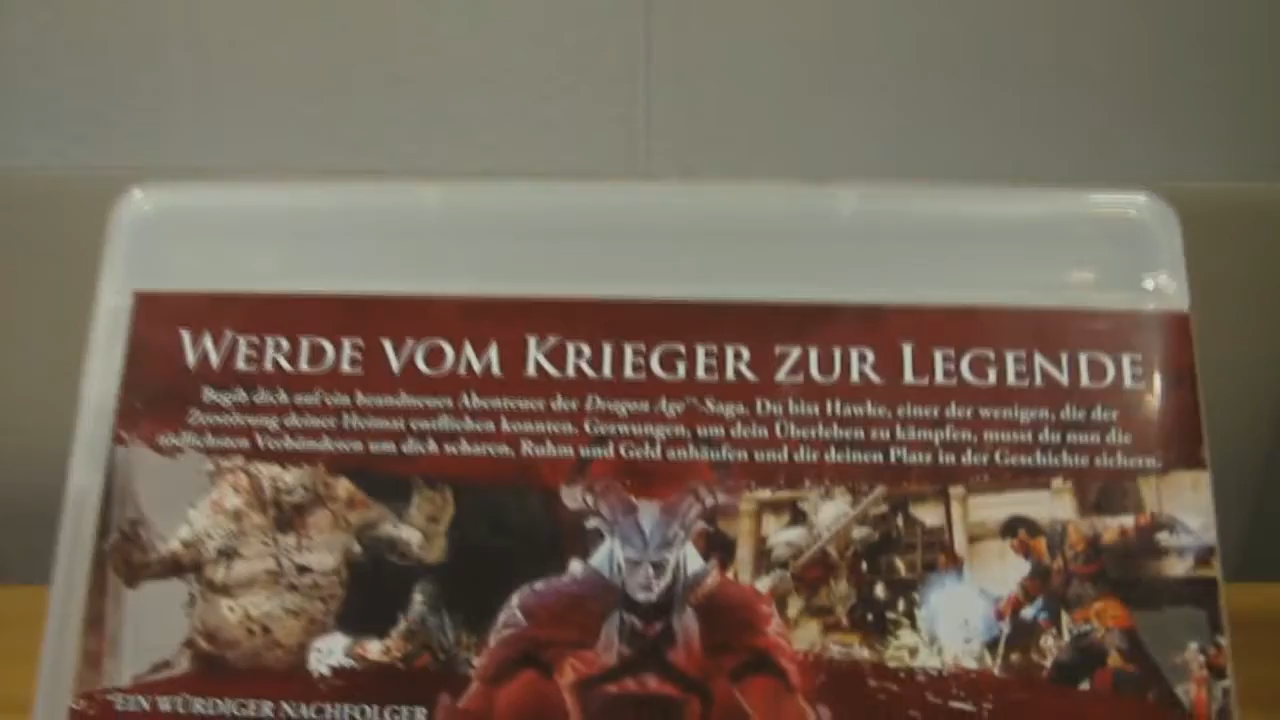 WERDE VOM KRIEGER ZUR LEGENDE
Begib dich auf ein brandneues Abenteuer der Dragon Age™-Saga. Du bist Hawke, einer der wenigen, die der
Zerstörung deiner Heimat entfliehen konnten. Gezwungen, um dein Überleben zu kämpfen, musst du nun die
tödlichsten Verbündeten um dich scharen, Ruhm und Geld anhäufen und dir deinen Platz in der Geschichte sichern.
"EIN WÜRDIGER NACHFOLGER